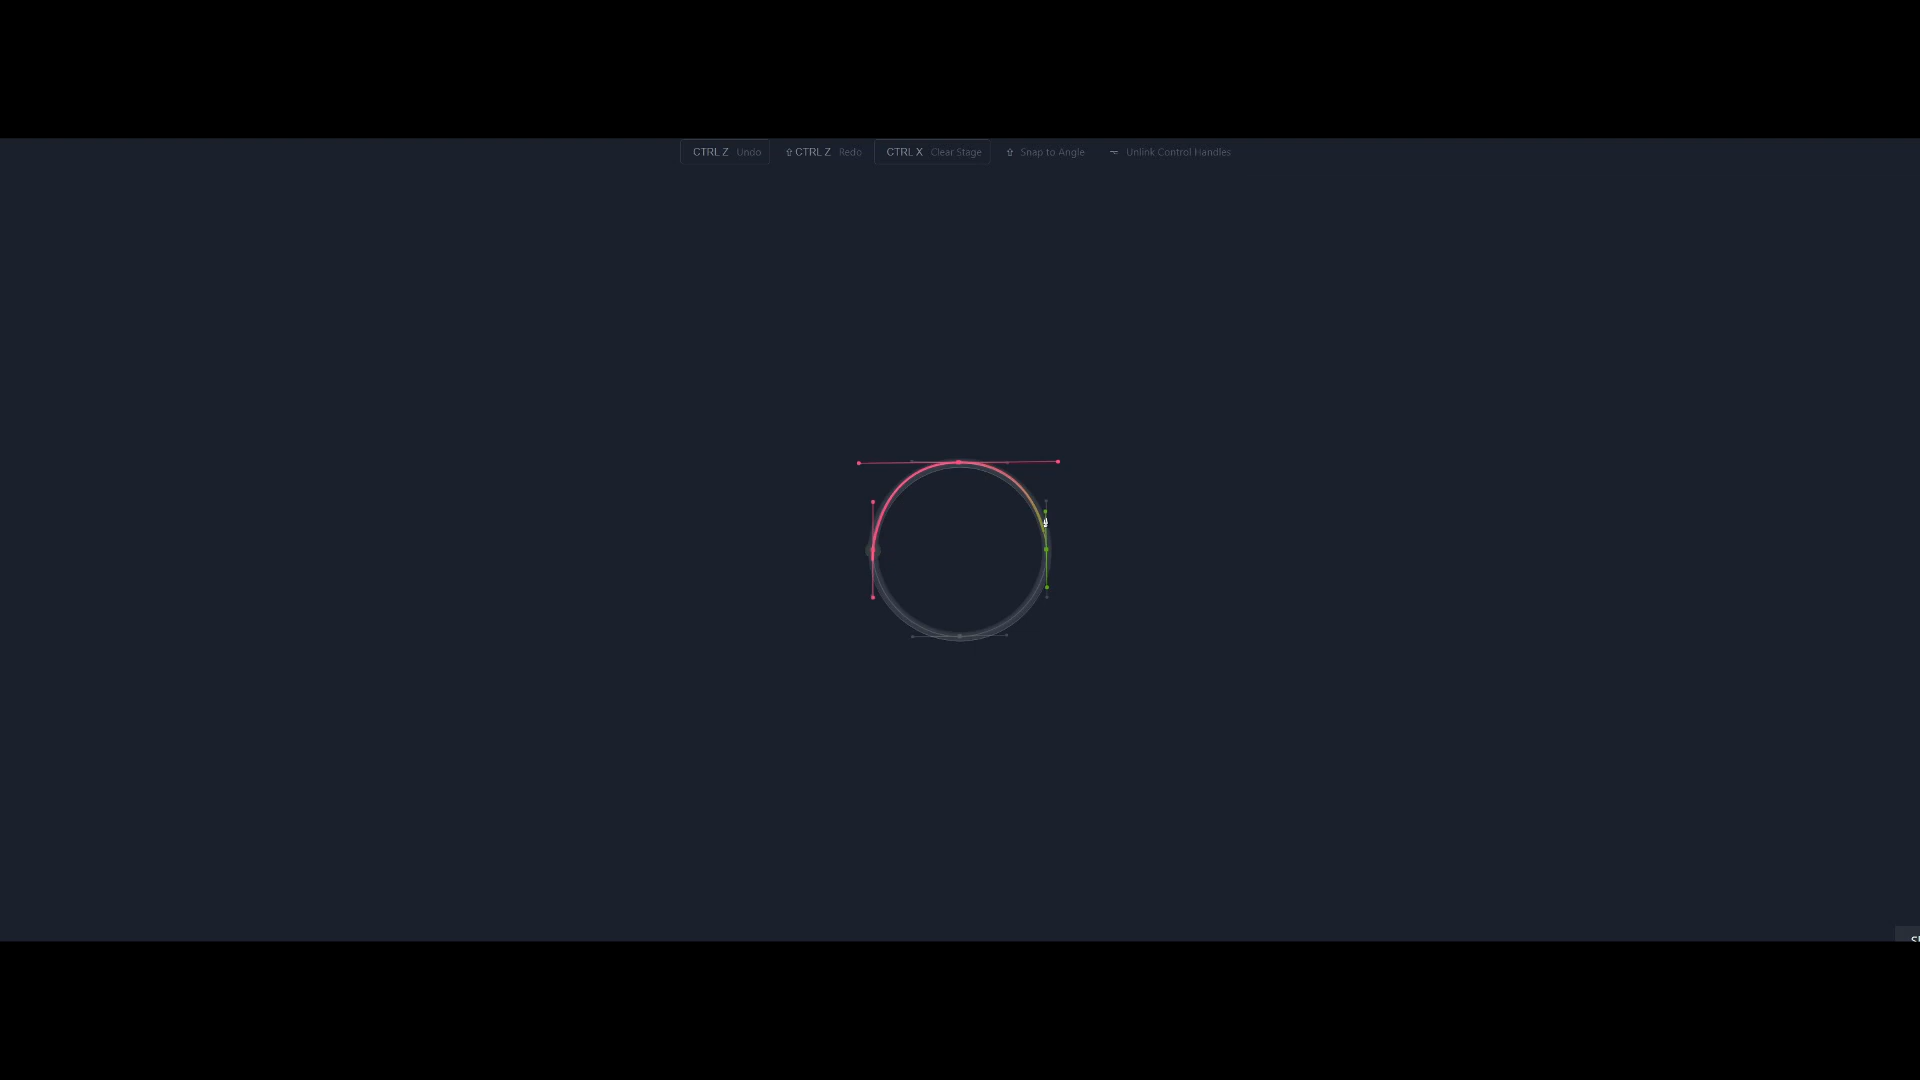 CTRL Z Undo ⇧ CTRL Z Redo CTRL X Clear Stage ⇧ Snap to Angle ⌥ Unlink Control Handles